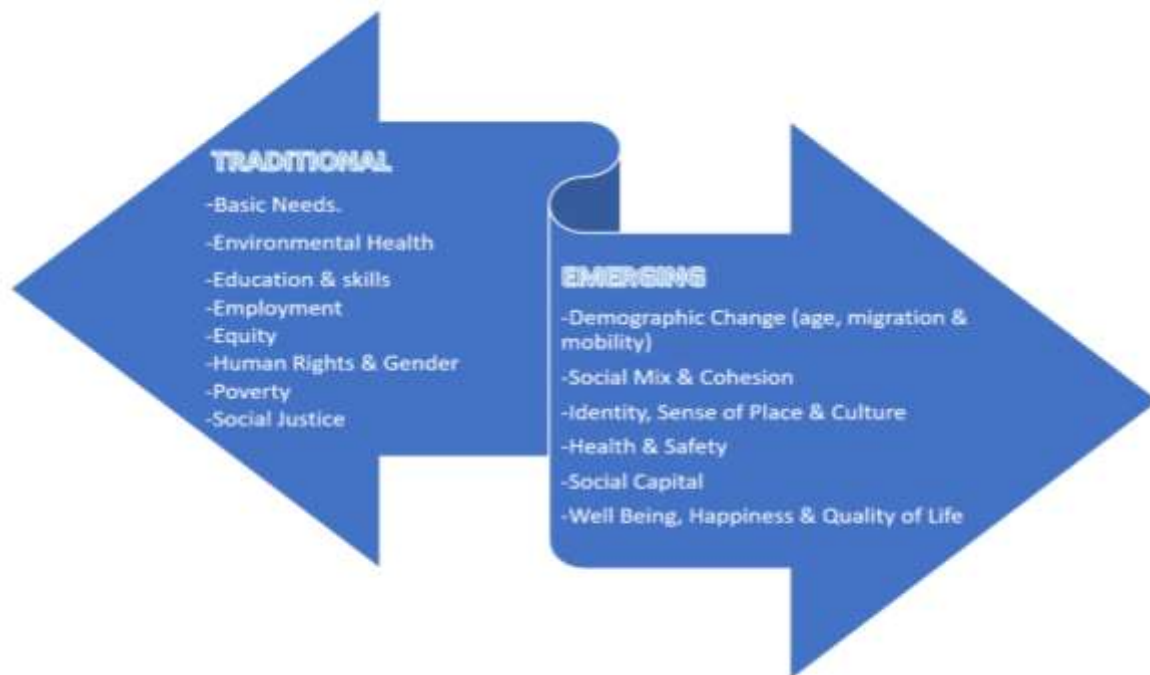 TRADITIONAL
-Basic Needs.
-Environmental Health
-Education & skills
-Employment
-Equity
-Human Rights & Gender
-Poverty
-Social Justice
EMERGING
-Demographic Change (age, migration &
mobility)
-Social Mix & Cohesion
-Identity, Sense of Place & Culture
-Health & Safety
-Social Capital
-Well Being, Happiness & Quality of Life